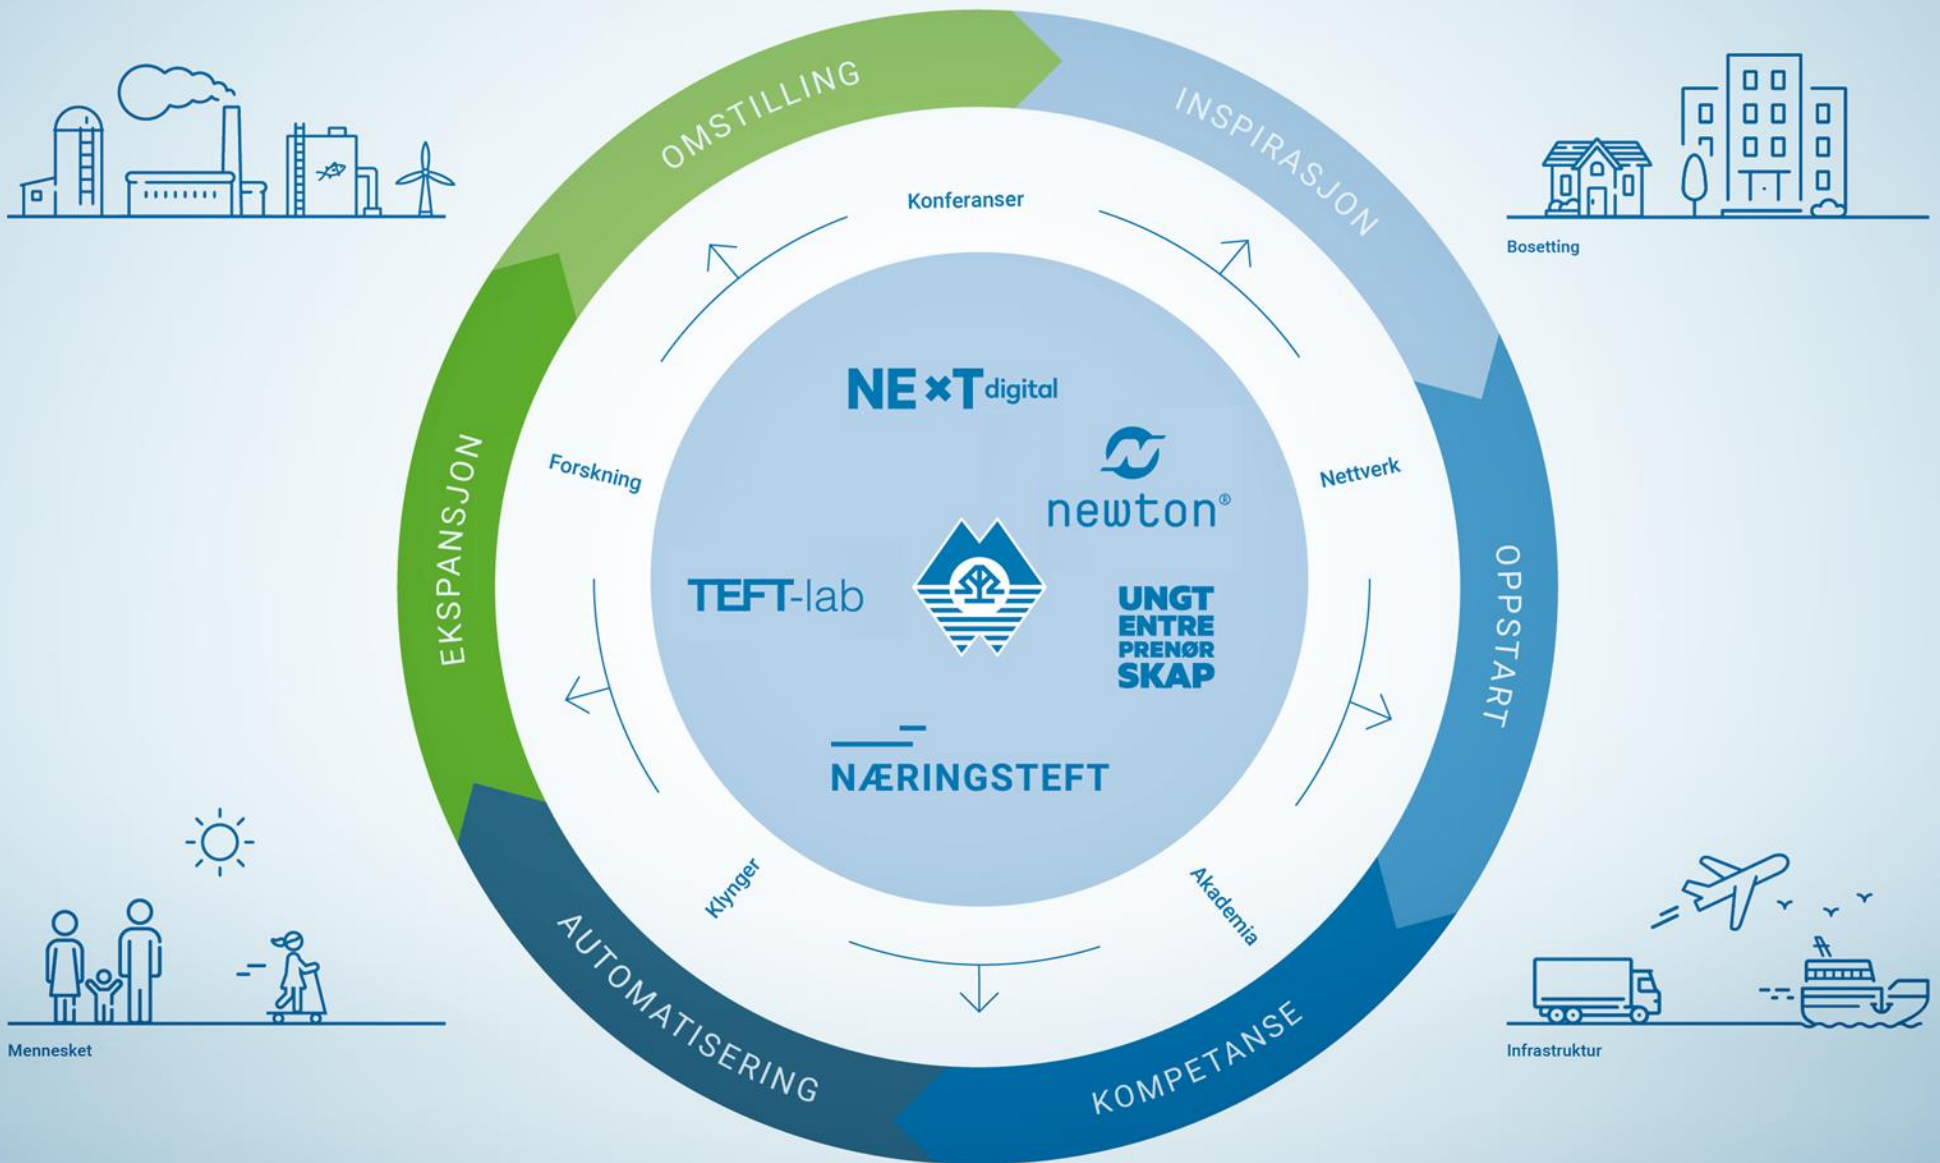 OMSTILLING
INSPIRASJON
OPPSTART
KOMPETANSE
AUTOMATISERING
EKSPANSJON
Konferanser
Nettverk
Akademia
Klynger
Forskning
NExT digital
newton®
TEFT-lab
UNGT
ENTRE
PRENØR
SKAP
NÆRINGSTEFT
Bosetting
Mennesket
Infrastruktur